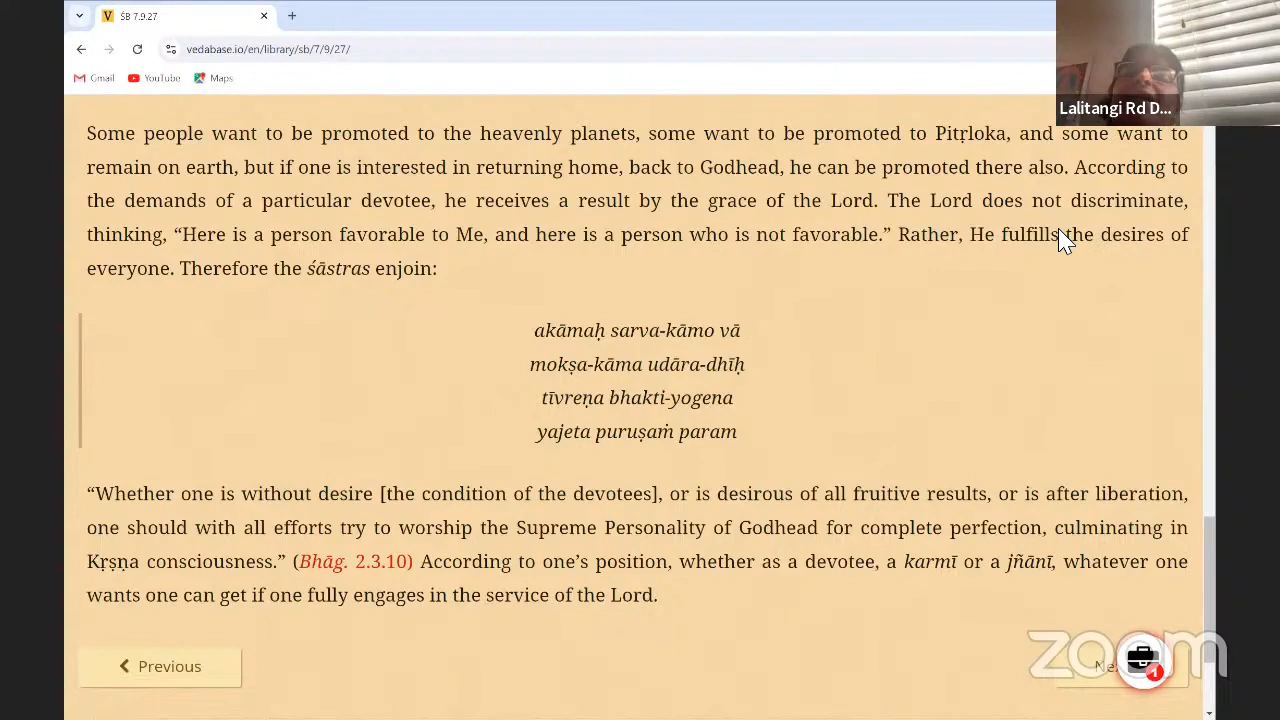 ŚB 7.9.27
vedabase.io/en/library/sb/7/9/27/
Gmail YouTube Maps
Lalitangi Rd D...
Some people want to be promoted to the heavenly planets, some want to be promoted to Pitṛloka, and some want to
remain on earth, but if one is interested in returning home, back to Godhead, he can be promoted there also. According to
the demands of a particular devotee, he receives a result by the grace of the Lord. The Lord does not discriminate,
thinking, “Here is a person favorable to Me, and here is a person who is not favorable.” Rather, He fulfills the desires of
everyone. Therefore the śāstras enjoin:
akāmaḥ sarva-kāmo vā
mokṣa-kāma udāra-dhīḥ
tīvreṇa bhakti-yogena
yajeta puruṣaṁ param
“Whether one is without desire [the condition of the devotees], or is desirous of all fruitive results, or is after liberation,
one should with all efforts try to worship the Supreme Personality of Godhead for complete perfection, culminating in
Kṛṣṇa consciousness.” (Bhāg. 2.3.10) According to one’s position, whether as a devotee, a karmī or a jñānī, whatever one
wants one can get if one fully engages in the service of the Lord.
Previous
zoom
1